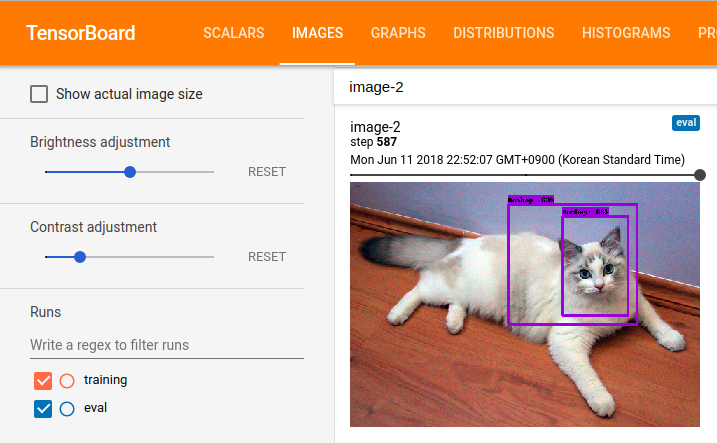 TensorBoard SCALARS IMAGES GRAPHS DISTRIBUTIONS HISTOGRAMS PR
Show actual image size
Brightness adjustment
RESET
Contrast adjustment
RESET
Runs
Write a regex to filter runs
training
eval
image-2
image-2 eval
step 587
Mon Jun 11 2018 22:52:07 GMT+0900 (Korean Standard Time)